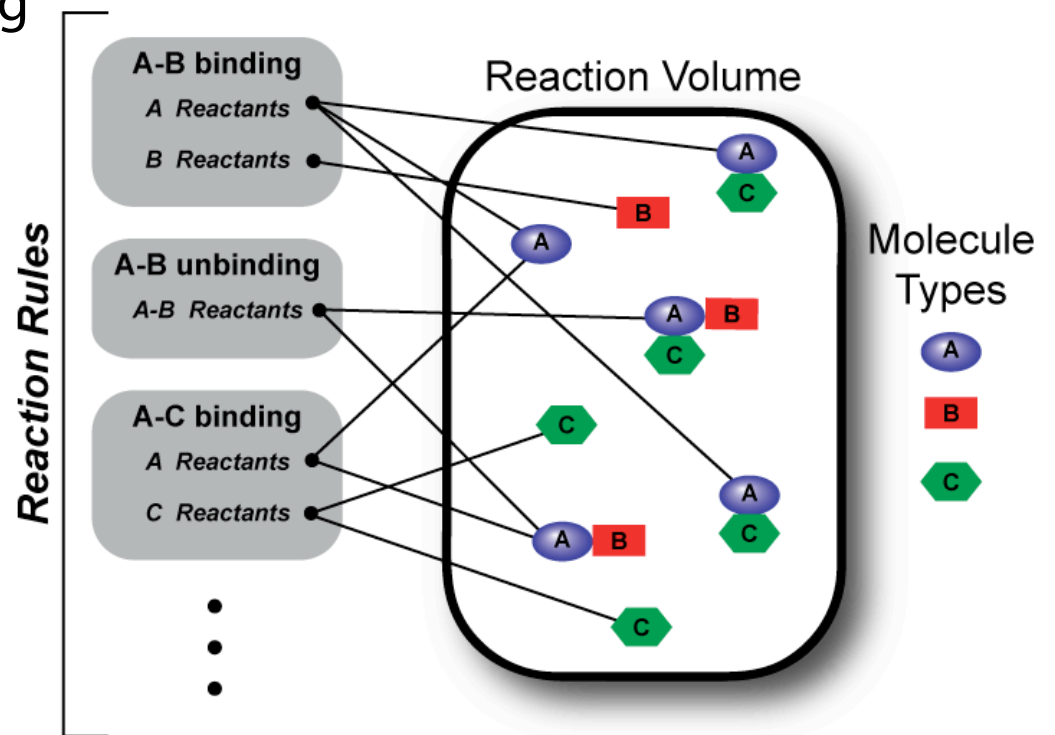 g
Reaction Rules
A-B binding
A Reactants
B Reactants
A-B unbinding
A-B Reactants
A-C binding
A Reactants
C Reactants
Reaction Volume
A
C
B
A
A B
C
C
A
C
A B
C
Molecule
Types
A
B
C